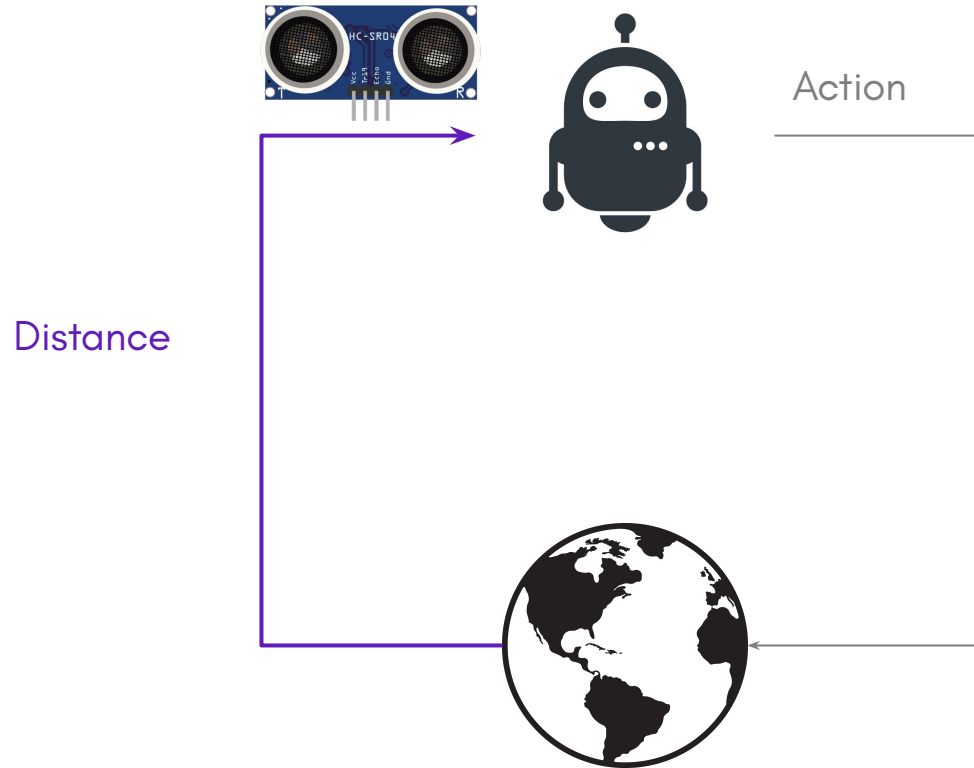 HC-SR04
Vcc
Trig
Echo
Gnd
T
R
Action
Distance